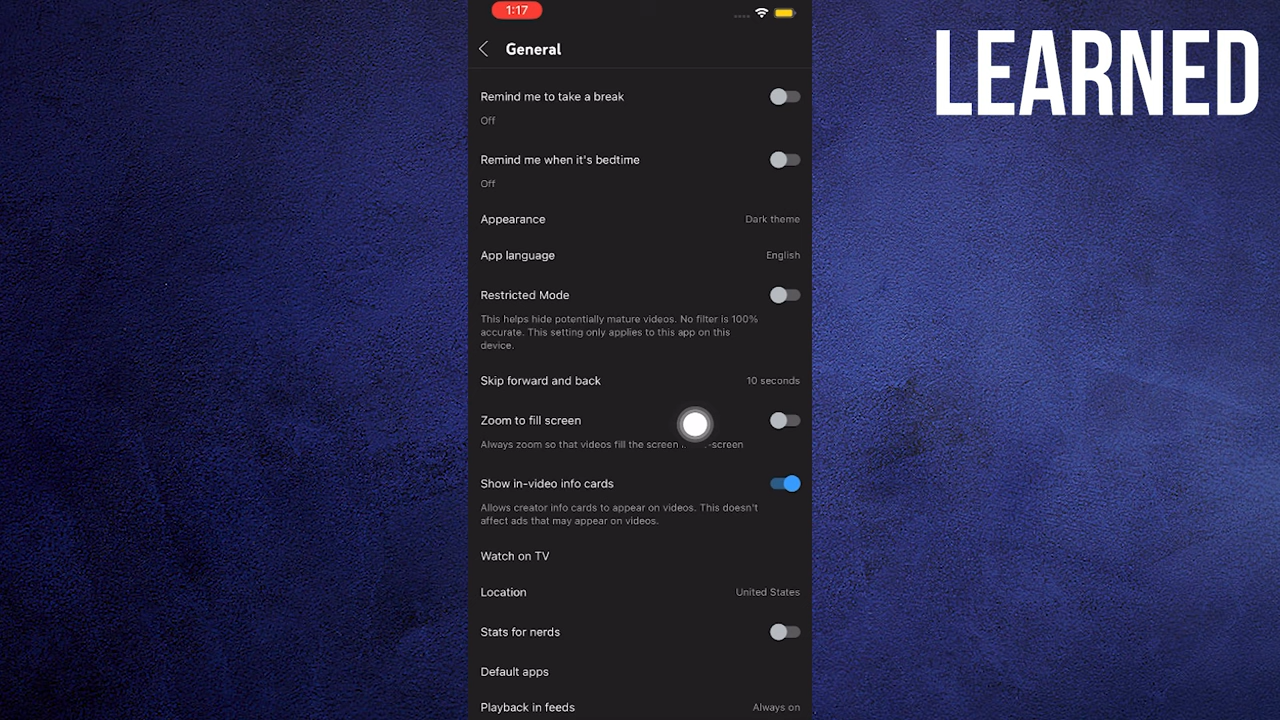 1:17
LEARNED
General
Remind me to take a break
Off
Remind me when it's bedtime
Off
Appearance Dark theme
App language English
Restricted Mode
This helps hide potentially mature videos. No filter is 100%
accurate. This setting only applies to this app on this
device.
Skip forward and back 10 seconds
Zoom to fill screen
Always zoom so that videos fill the screen -screen
Show in-video info cards
Allows creator info cards to appear on videos. This doesn't
affect ads that may appear on videos.
Watch on TV
Location United States
Stats for nerds
Default apps
Playback in feeds Always on